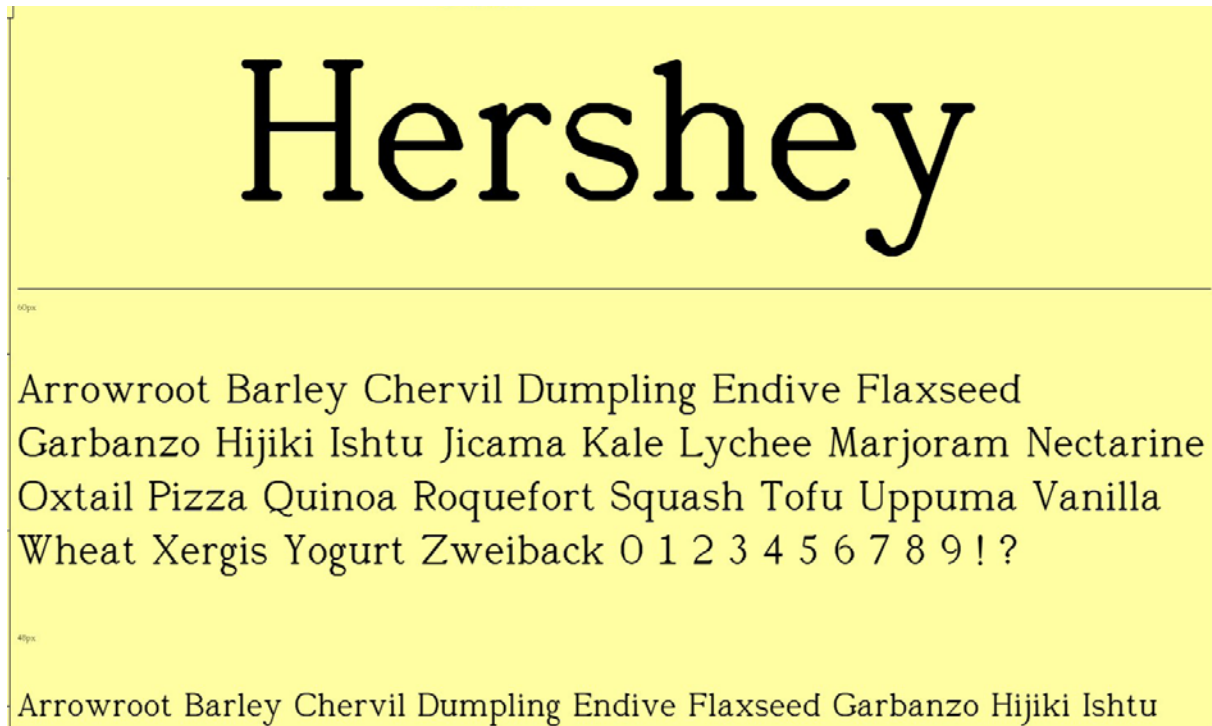 Hershey
60px
Arrowroot Barley Chervil Dumpling Endive Flaxseed
Garbanzo Hijiki Ishtu Jicama Kale Lychee Marjoram Nectarine
Oxtail Pizza Quinoa Roquefort Squash Tofu Uppuma Vanilla
Wheat Xergis Yogurt Zweiback 0 1 2 3 4 5 6 7 8 9 ! ?
48px
Arrowroot Barley Chervil Dumpling Endive Flaxseed Garbanzo Hijiki Ishtu